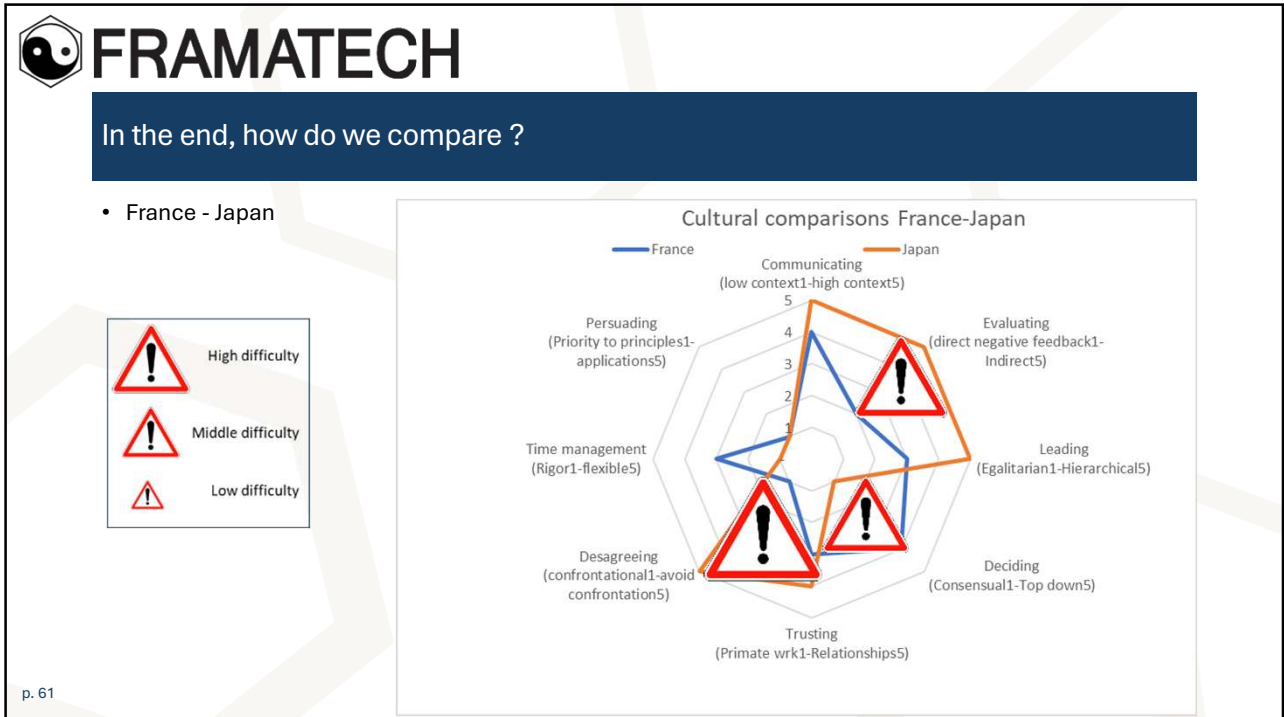 FRAMATECH
In the end, how do we compare ?
• France - Japan
High difficulty
Middle difficulty
Low difficulty
Cultural comparisons France-Japan
France
Japan
Communicating
(low context1-high context5)
Evaluating
(direct negative feedback1-
Indirect5)
Leading
(Egalitarian1-Hierarchical5)
Deciding
(Consensual1-Top down5)
Trusting
(Primate wrk1-Relationships5)
Desagreeing
(confrontational1-avoid
confrontation5)
Time management
(Rigor1-flexible5)
Persuading
(Priority to principles1-
applications5)
5
4
3
2
1
p. 61